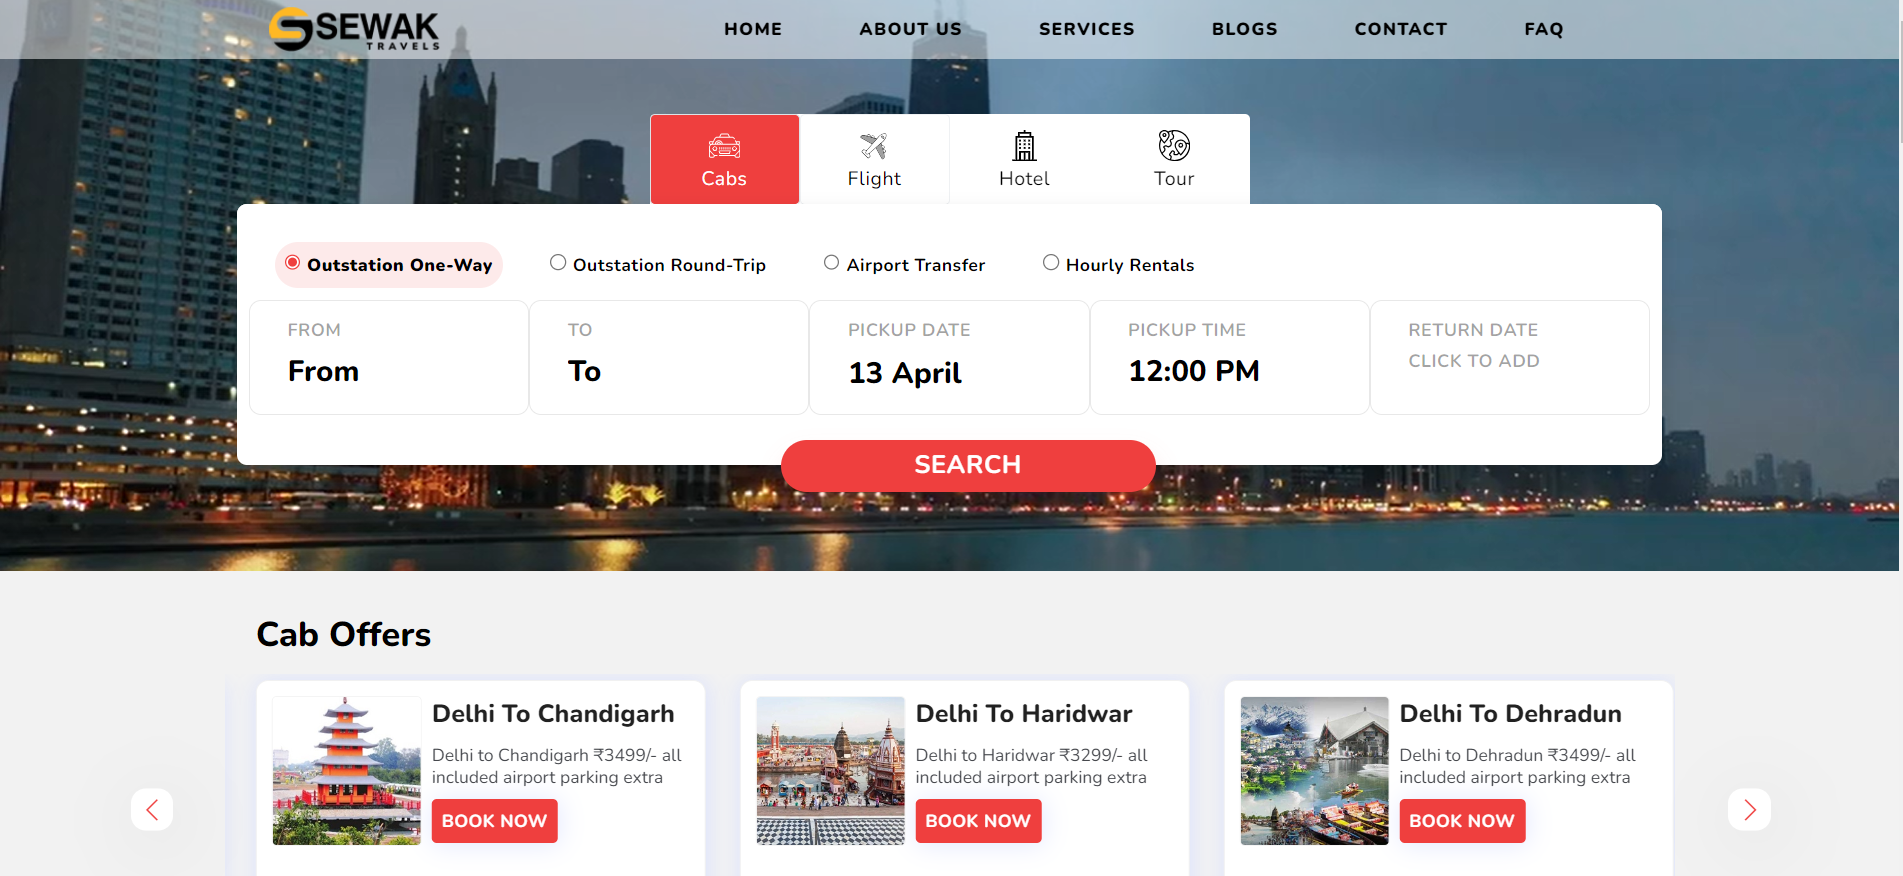 SEWAK
TRAVELS
HOME ABOUT US SERVICES BLOGS CONTACT FAQ
Cabs Flight Hotel Tour
Outstation One-Way Outstation Round-Trip Airport Transfer Hourly Rentals
FROM TO PICKUP DATE PICKUP TIME RETURN DATE
From To 13 April 12:00 PM CLICK TO ADD
SEARCH
Cab Offers
Delhi To Chandigarh
Delhi to Chandigarh ₹3499/- all
included airport parking extra
BOOK NOW
Delhi To Haridwar
Delhi to Haridwar ₹3299/- all
included airport parking extra
BOOK NOW
Delhi To Dehradun
Delhi to Dehradun ₹3499/- all
included airport parking extra
BOOK NOW